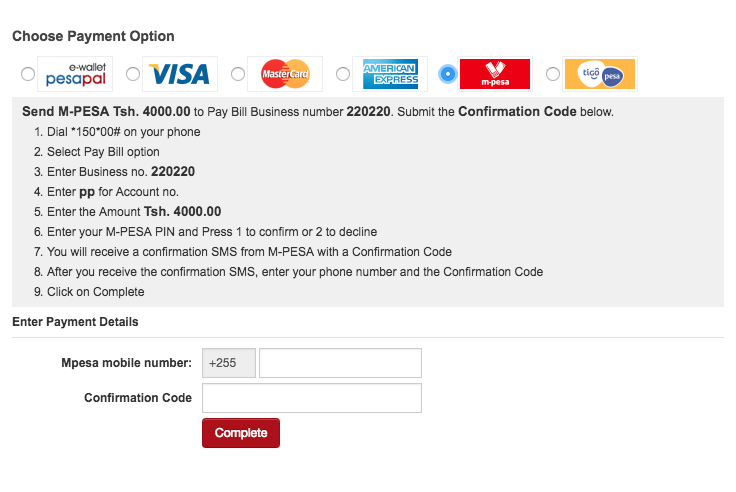 Choose Payment Option
e-wallet
pesapal
VISA
MasterCard
AMERICAN
EXPRESS
m-pesa
tiGO pesa
Send M-PESA Tsh. 4000.00 to Pay Bill Business number 220220. Submit the Confirmation Code below.
1. Dial *150*00# on your phone
2. Select Pay Bill option
3. Enter Business no. 220220
4. Enter pp for Account no.
5. Enter the Amount Tsh. 4000.00
6. Enter your M-PESA PIN and Press 1 to confirm or 2 to decline
7. You will receive a confirmation SMS from M-PESA with a Confirmation Code
8. After you receive the confirmation SMS, enter your phone number and the Confirmation Code
9. Click on Complete
Enter Payment Details
Mpesa mobile number: +255
Confirmation Code
Complete